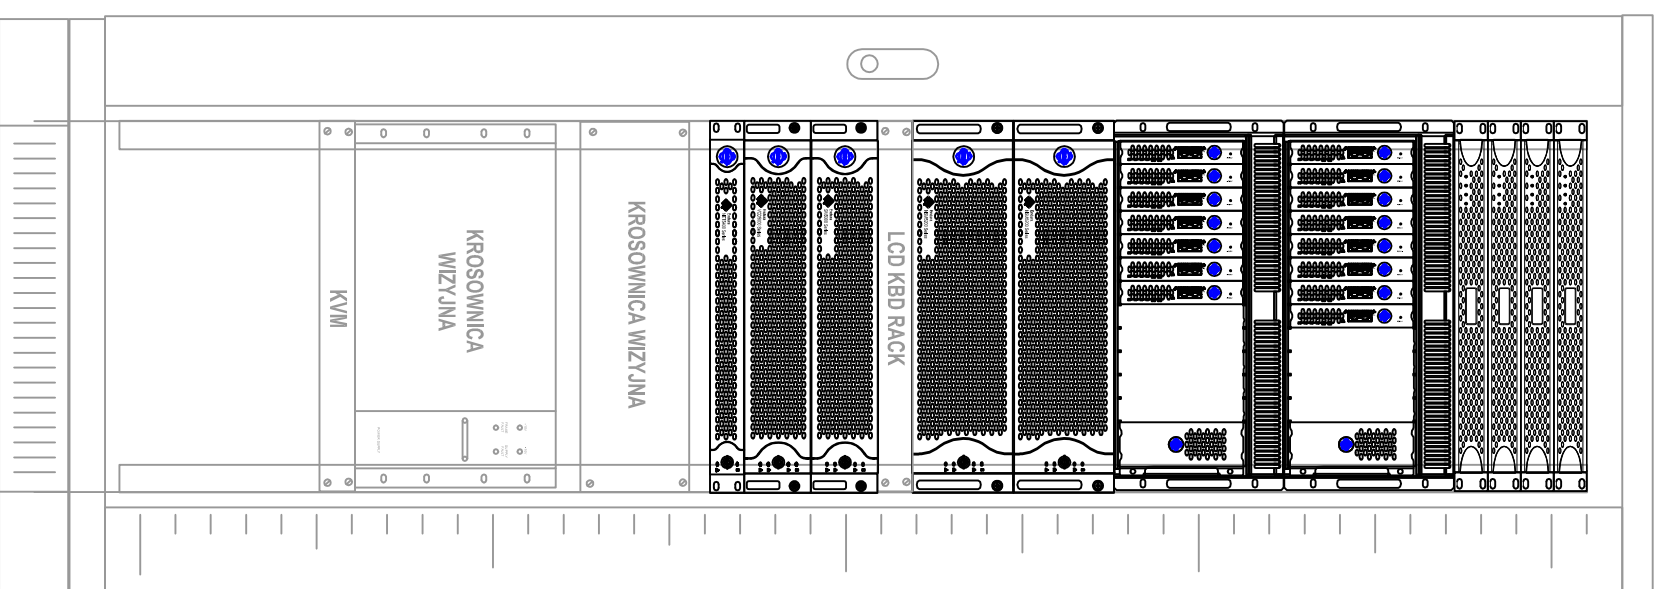 KVM
KROSOWNICA
WIZYJNA
KROSOWNICA WIZYJNA
LCD KBD RACK